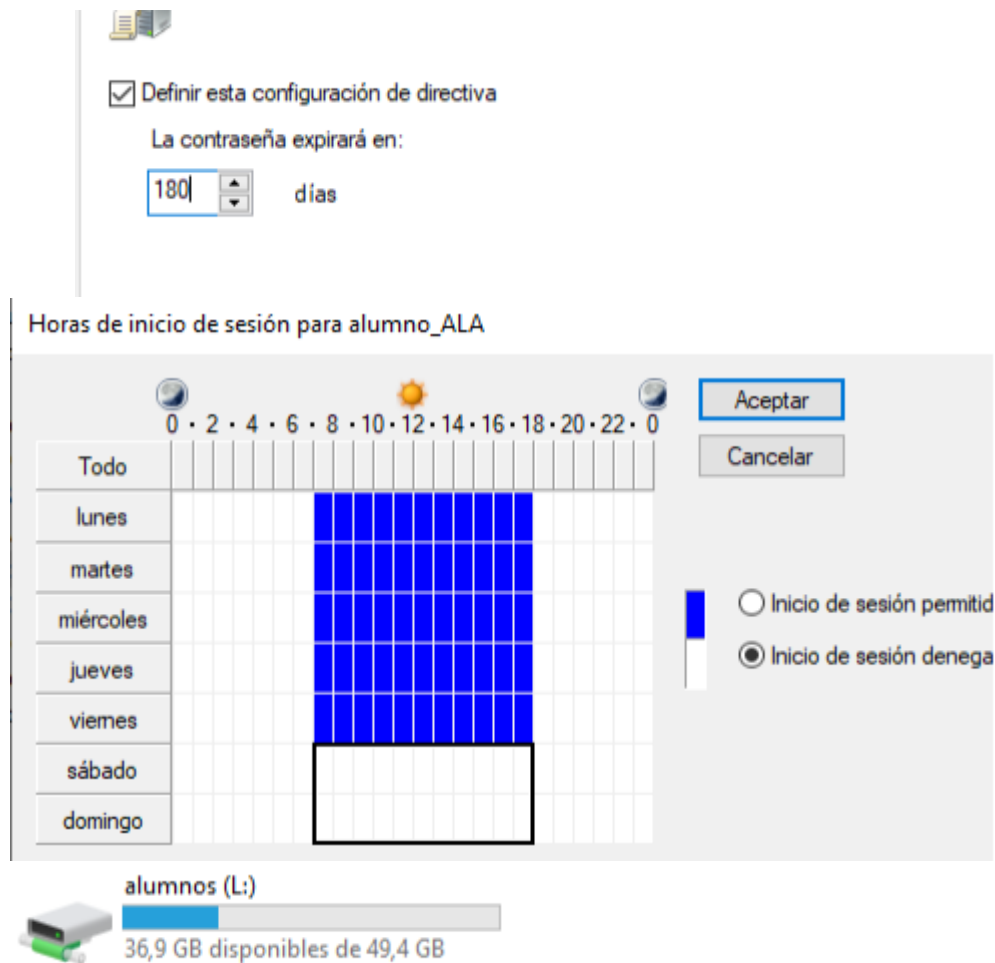 Definir esta configuración de directiva
La contraseña expirará en:
180 días
Horas de inicio de sesión para alumno_ALA
0 · 2 · 4 · 6 · 8 · 10 · 12 · 14 · 16 · 18 · 20 · 22 · 0
Aceptar
Todo
Cancelar
lunes
martes
miércoles
Inicio de sesión permitid
jueves
Inicio de sesión denega
viernes
sábado
domingo
alumnos (L:)
36,9 GB disponibles de 49,4 GB